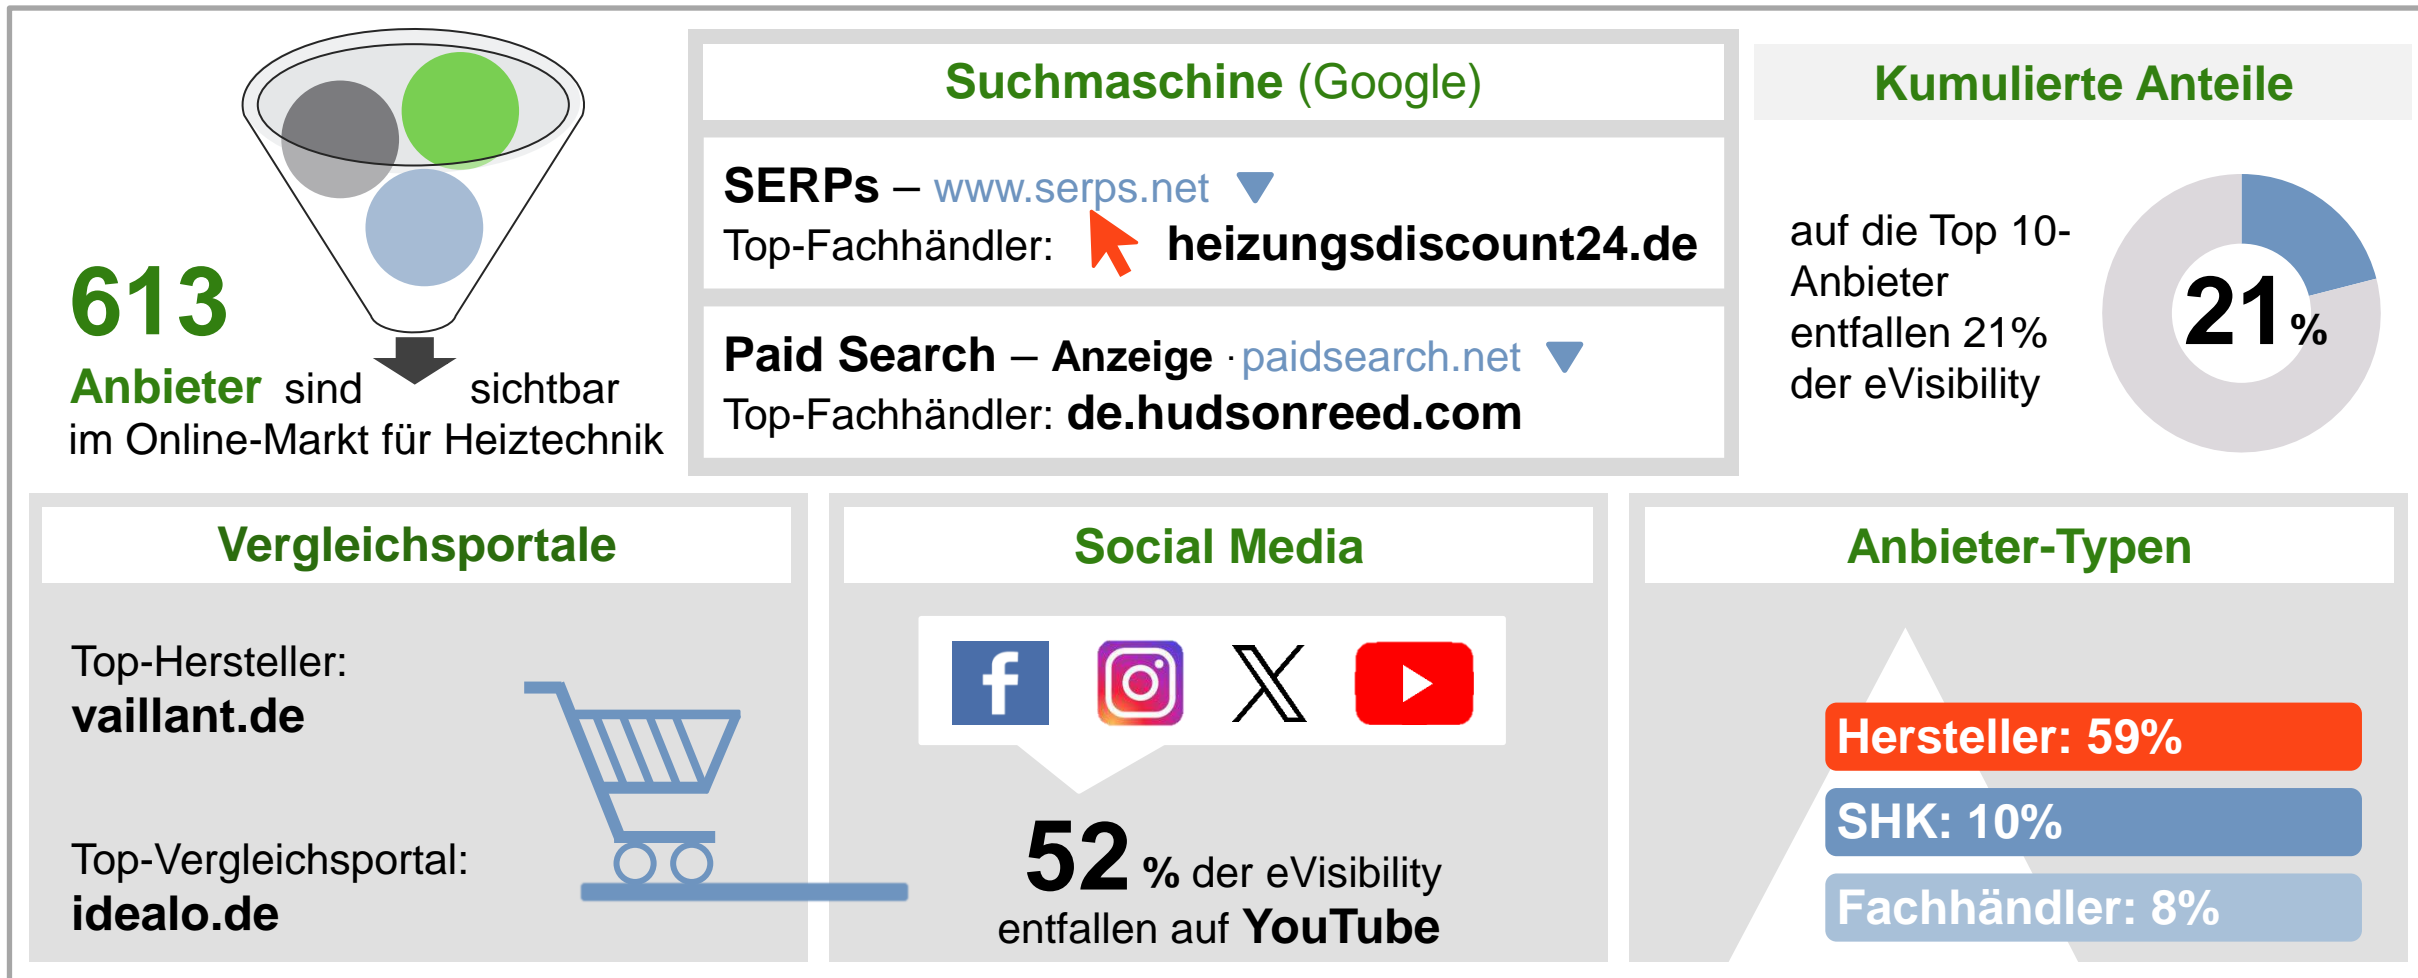 613
Anbieter sind sichtbar
im Online-Markt für Heiztechnik
Suchmaschine (Google)
SERPs – www.serps.net
Top-Fachhändler: heizungsdiscount24.de
Paid Search – Anzeige · paidsearch.net
Top-Fachhändler: de.hudsonreed.com
Kumulierte Anteile
auf die Top 10-
Anbieter
entfallen 21%
der eVisibility
21%
Vergleichsportale
Top-Hersteller:
vaillant.de
Top-Vergleichsportal:
idealo.de
Social Media
52 % der eVisibility
entfallen auf YouTube
Anbieter-Typen
Hersteller: 59%
SHK: 10%
Fachhändler: 8%